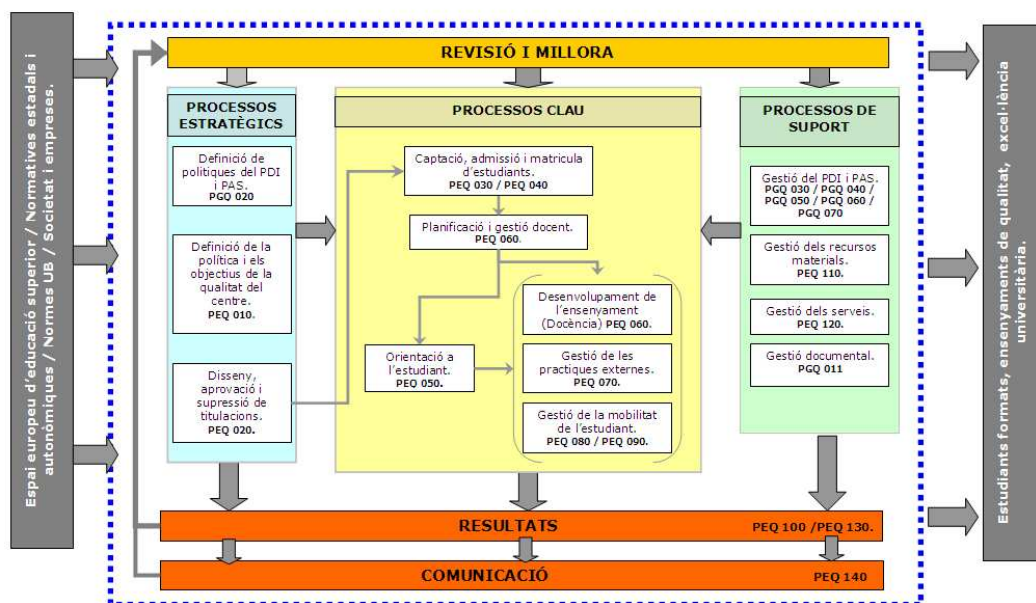 Espai europeu d'educació superior / Normatives estadals i
autonòmiques / Normes UB / Societat i empreses.
REVISIÓ I MILLORA
PROCESSOS
ESTRATÈGICS
Definició de
politiques del PDI
i PAS.
PGQ 020
Definició de la
política i els
objectius de la
qualitat del
centre.
PEQ 010.
Disseny,
aprovació i
supressió de
titulacions.
PEQ 020.
PROCESSOS CLAU
Captació, admissió i matricula
d'estudiants.
PEQ 030 / PEQ 040
Planificació i gestió docent.
PEQ 060.
Desenvolupament de
l'ensenyament
(Docència) PEQ 060.
Orientació a
l'estudiant.
PEQ 050.
Gestió de les
practiques externes.
PEQ 070.
Gestió de la mobilitat
de l'estudiant.
PEQ 080 / PEQ 090.
PROCESSOS DE
SUPORT
Gestió del PDI i PAS.
PGQ 030 / PGQ 040 /
PGQ 050 / PGQ 060 /
PGQ 070
Gestió dels recursos
materials.
PEQ 110.
Gestió dels serveis.
PEQ 120.
Gestió documental.
PGQ 011
RESULTATS
PEQ 100 /PEQ 130.
COMUNICACIÓ
PEQ 140
Estudiants formats, ensenyaments de qualitat, excel·lència
universitària.